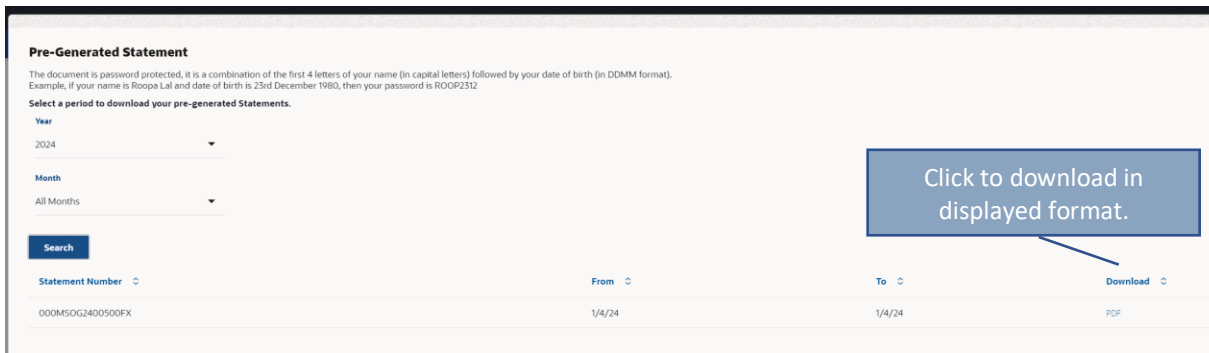 Pre-Generated Statement
The document is password protected, it is a combination of the first 4 letters of your name (in capital letters) followed by your date of birth (in DDMM format).
Example, if your name is Roopa Lal and date of birth is 23rd December 1980, then your password is ROOP2312
Select a period to download your pre-generated Statements.
Year
2024
Month
All Months
Click to download in
displayed format.
Search
Statement Number From To Download
000MSOG2400500FX 1/4/24 1/4/24 PDF